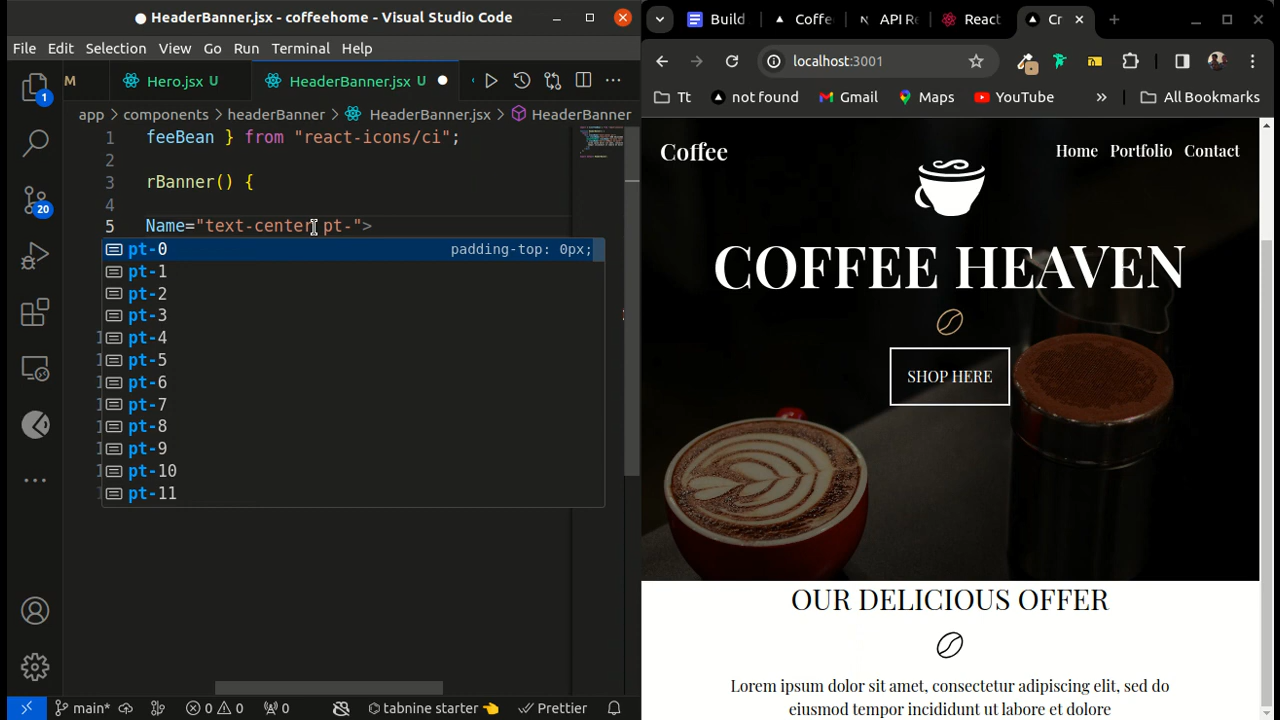 HeaderBanner.jsx - coffeehome - Visual Studio Code
File Edit Selection View Go Run Terminal Help
M Hero.jsx U HeaderBanner.jsx U
app > components > headerBanner > HeaderBanner.jsx > HeaderBanner
1 feeBean } from "react-icons/ci";
2
3 rBanner() {
4
5 Name="text-center pt-">
pt-0 padding-top: 0px;
pt-1
pt-2
pt-3
pt-4
pt-5
pt-6
pt-7
pt-8
pt-9
pt-10
pt-11
1
20
main* 0 0 0 tabnine starter Prettier
Build Coffe API R React Cr
localhost:3001
Tt not found Gmail Maps YouTube » All Bookmarks
Coffee Home Portfolio Contact
COFFEE HEAVEN
SHOP HERE
OUR DELICIOUS OFFER
Lorem ipsum dolor sit amet, consectetur adipiscing elit, sed do
eiusmod tempor incididunt ut labore et dolore